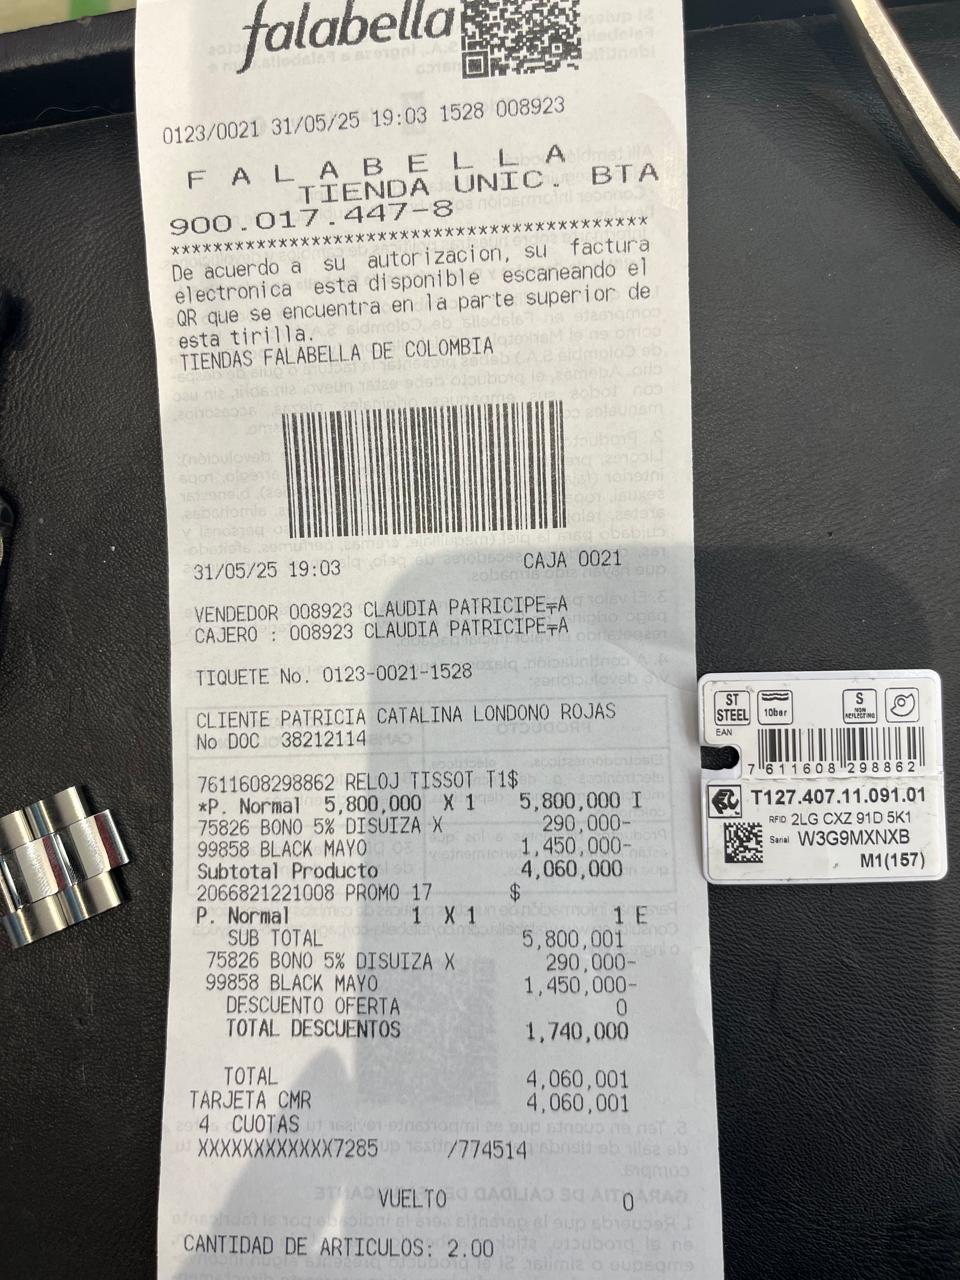 falabella
0123/0021 31/05/25 19:03 1528 008923
F A L A B E L L A
TIENDA UNIC. BTA
900.017.447-8
******************************************
De acuerdo a su autorizacion, su factura
electronica esta disponible escaneando el
QR que se encuentra en la parte superior de
esta tirilla.
TIENDAS FALABELLA DE COLOMBIA
31/05/25 19:03 CAJA 0021
VENDEDOR 008923 CLAUDIA PATRICIPE╤A
CAJERO : 008923 CLAUDIA PATRICIPE╤A
TIQUETE No. 0123-0021-1528
CLIENTE PATRICIA CATALINA LONDONO ROJAS
No DOC 38212114
7611608298862 RELOJ TISSOT T1$
*P. Normal 5,800,000 X 1 5,800,000 I
75826 BONO 5% DISUIZA X 290,000-
99858 BLACK MAYO 1,450,000-
Subtotal Producto 4,060,000
2066821221008 PROMO 17 $
P. Normal 1 X 1 1 E
SUB TOTAL 5,800,001
75826 BONO 5% DISUIZA X 290,000-
99858 BLACK MAYO 1,450,000-
DESCUENTO OFERTA 0
TOTAL DESCUENTOS 1,740,000
TOTAL 4,060,001
TARJETA CMR 4,060,001
4 CUOTAS
XXXXXXXXXXXX7285 /774514
VUELTO 0
CANTIDAD DE ARTICULOS: 2.00
ST STEEL
10bar
S NON REFLECTING
EAN
7 611608 298862
T127.407.11.091.01
RFID 2LG CXZ 91D 5K1
Serial W3G9MXNXB
M1(157)